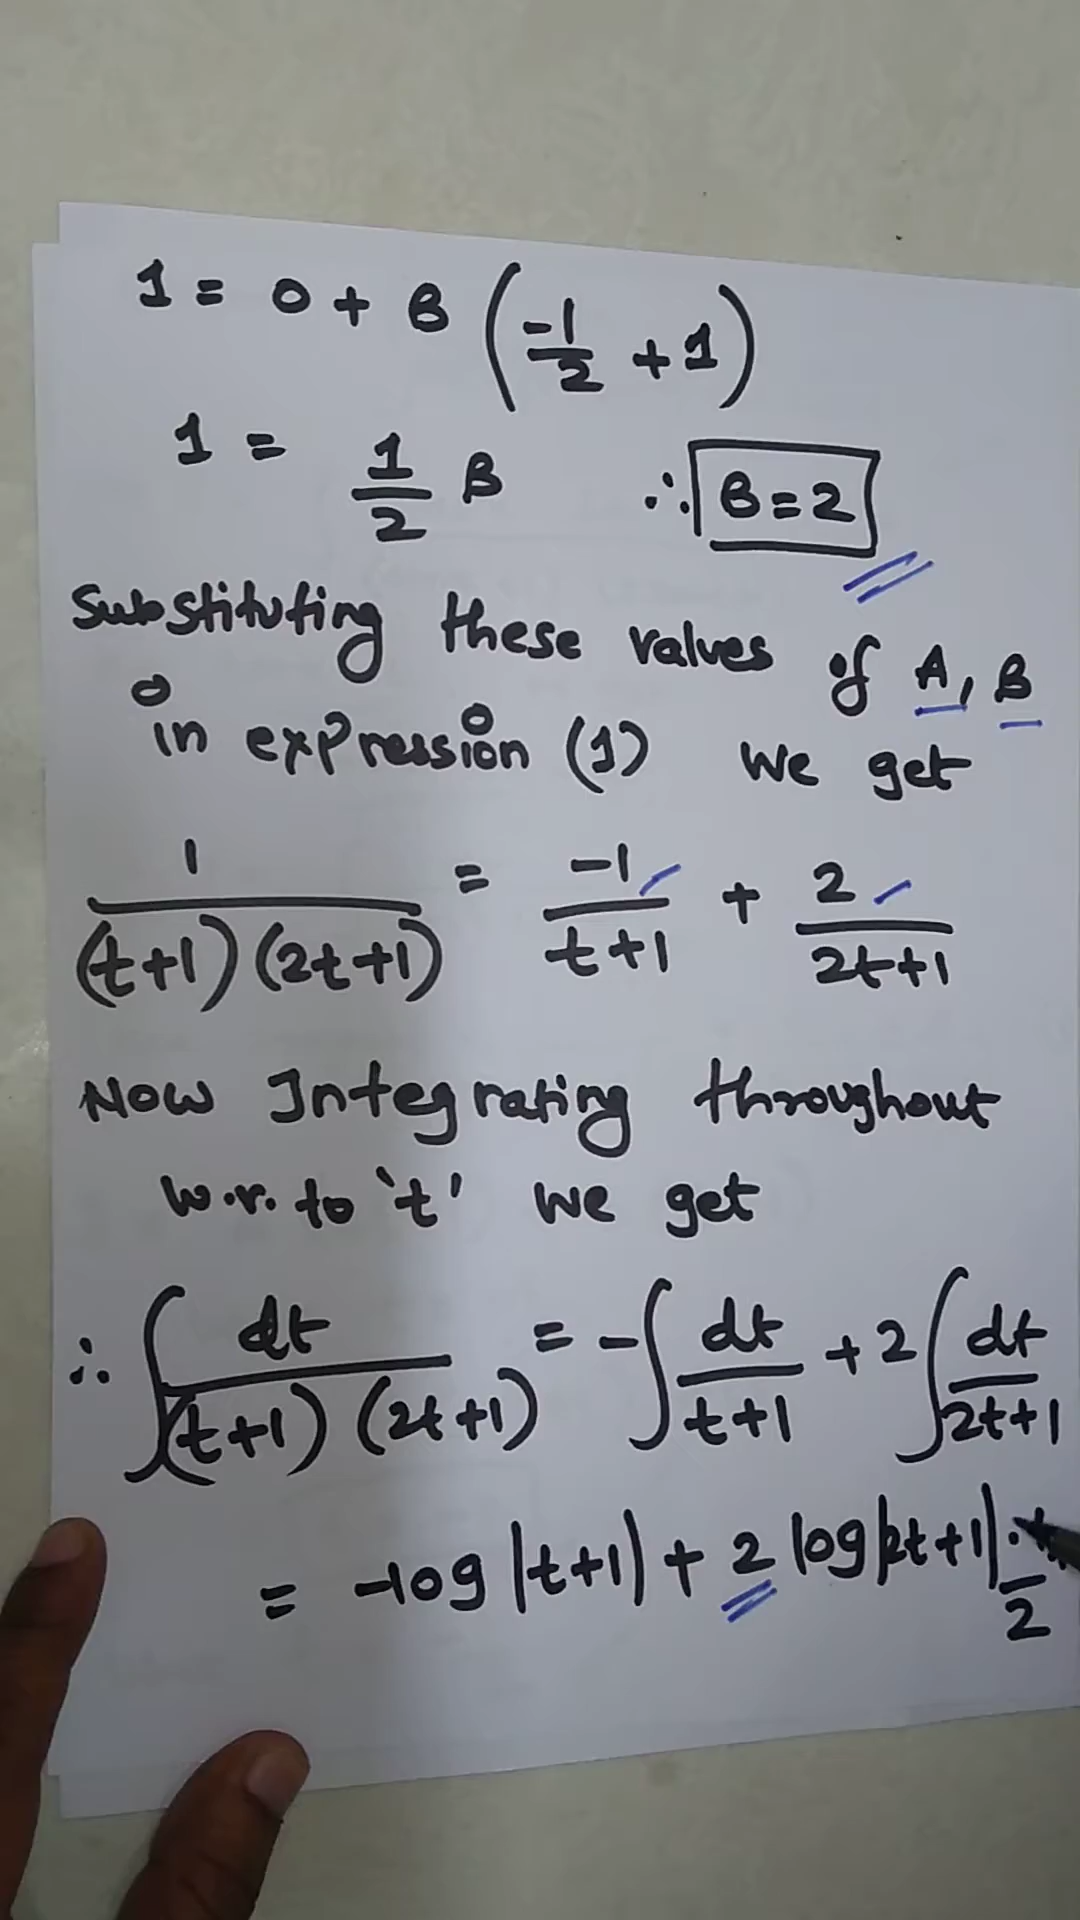 1 = 0 + B (-1/2 + 1)
1 = 1/2 B ∴ B = 2
Substituting these values of A, B
in expression (1) we get
1/((t+1)(2t+1)) = -1/(t+1) + 2/(2t+1)
Now Integrating throughout
w.r. to 't' we get
∴ ∫ dt/((t+1)(2t+1)) = -∫ dt/(t+1) + 2∫ dt/(2t+1)
= -log |t+1| + 2 log |2t+1| · 1/2